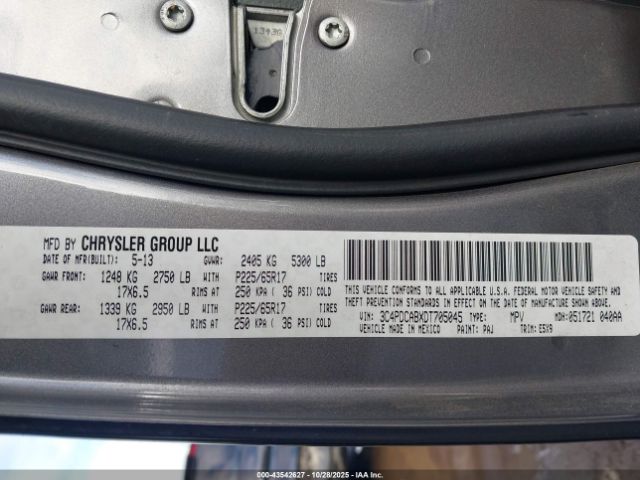 1343A
MFD BY CHRYSLER GROUP LLC
DATE OF MFR(BUILT): 5-13 GVWR: 2405 KG 5300 LB
GAWR FRONT: 1248 KG 2750 LB WITH P225/65R17 TIRES
17X6.5 RIMS AT 250 KPA ( 36 PSI) COLD
GAWR REAR: 1339 KG 2950 LB WITH P225/65R17 TIRES
17X6.5 RIMS AT 250 KPA ( 36 PSI) COLD
THIS VEHICLE CONFORMS TO ALL APPLICABLE U.S.A. FEDERAL MOTOR VEHICLE SAFETY AND
THEFT PREVENTION STANDARDS IN EFFECT ON THE DATE OF MANUFACTURE SHOWN ABOVE.
VIN: 3C4PDCABXDT705045 TYPE: MPV MDH: 051721 040AA
MADE IN MEXICO PAINT: PAJ TRIM: E5X9
000-43542627 - 10/28/2025 - IAA Inc.